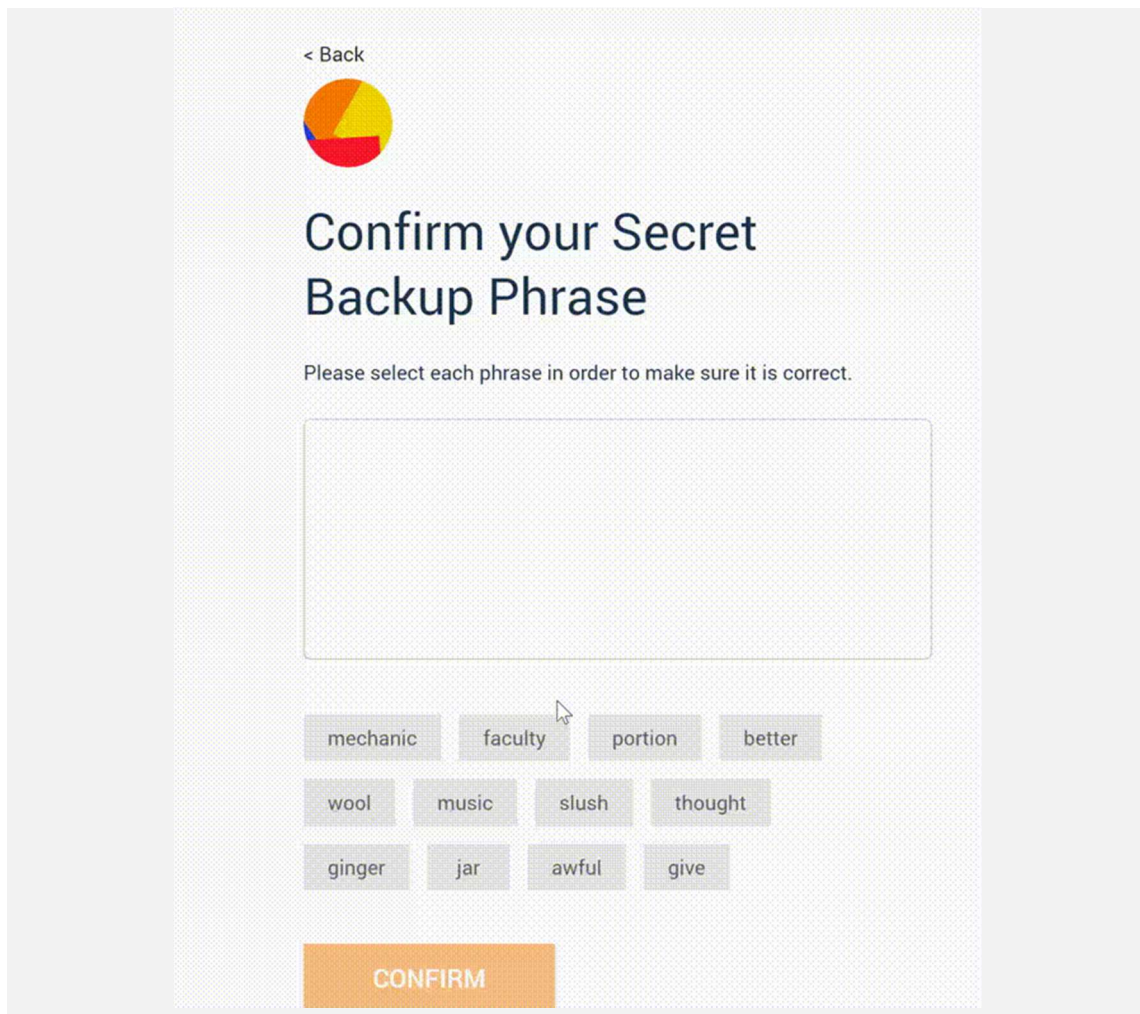 < Back
Confirm your Secret
Backup Phrase
Please select each phrase in order to make sure it is correct.
mechanic faculty portion better
wool music slush thought
ginger jar awful give
CONFIRM